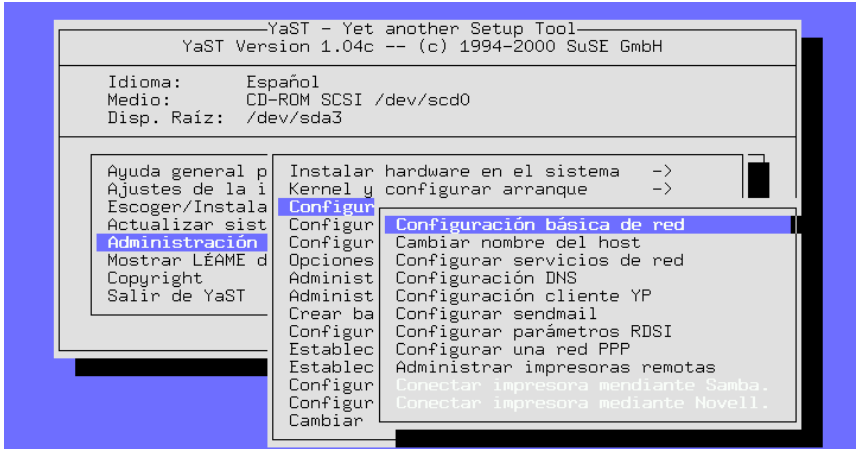 YaST - Yet another Setup Tool
YaST Version 1.04c -- (c) 1994-2000 SuSE GmbH
Idioma: Español
Medio: CD-ROM SCSI /dev/scd0
Disp. Raíz: /dev/sda3
Ayuda general p
Ajustes de la i
Escoger/Instala
Actualizar sist
Administración
Mostrar LÉAME d
Copyright
Salir de YaST
Instalar hardware en el sistema ->
Kernel y configurar arranque ->
Configur
Configur
Configur
Opciones
Administ
Administ
Crear ba
Configur
Establec
Establec
Configur
Configur
Cambiar
Configuración básica de red
Cambiar nombre del host
Configurar servicios de red
Configuración DNS
Configuración cliente YP
Configurar sendmail
Configurar parámetros RDSI
Configurar una red PPP
Administrar impresoras remotas
Conectar impresora mendiante Samba.
Conectar impresora mediante Novell.